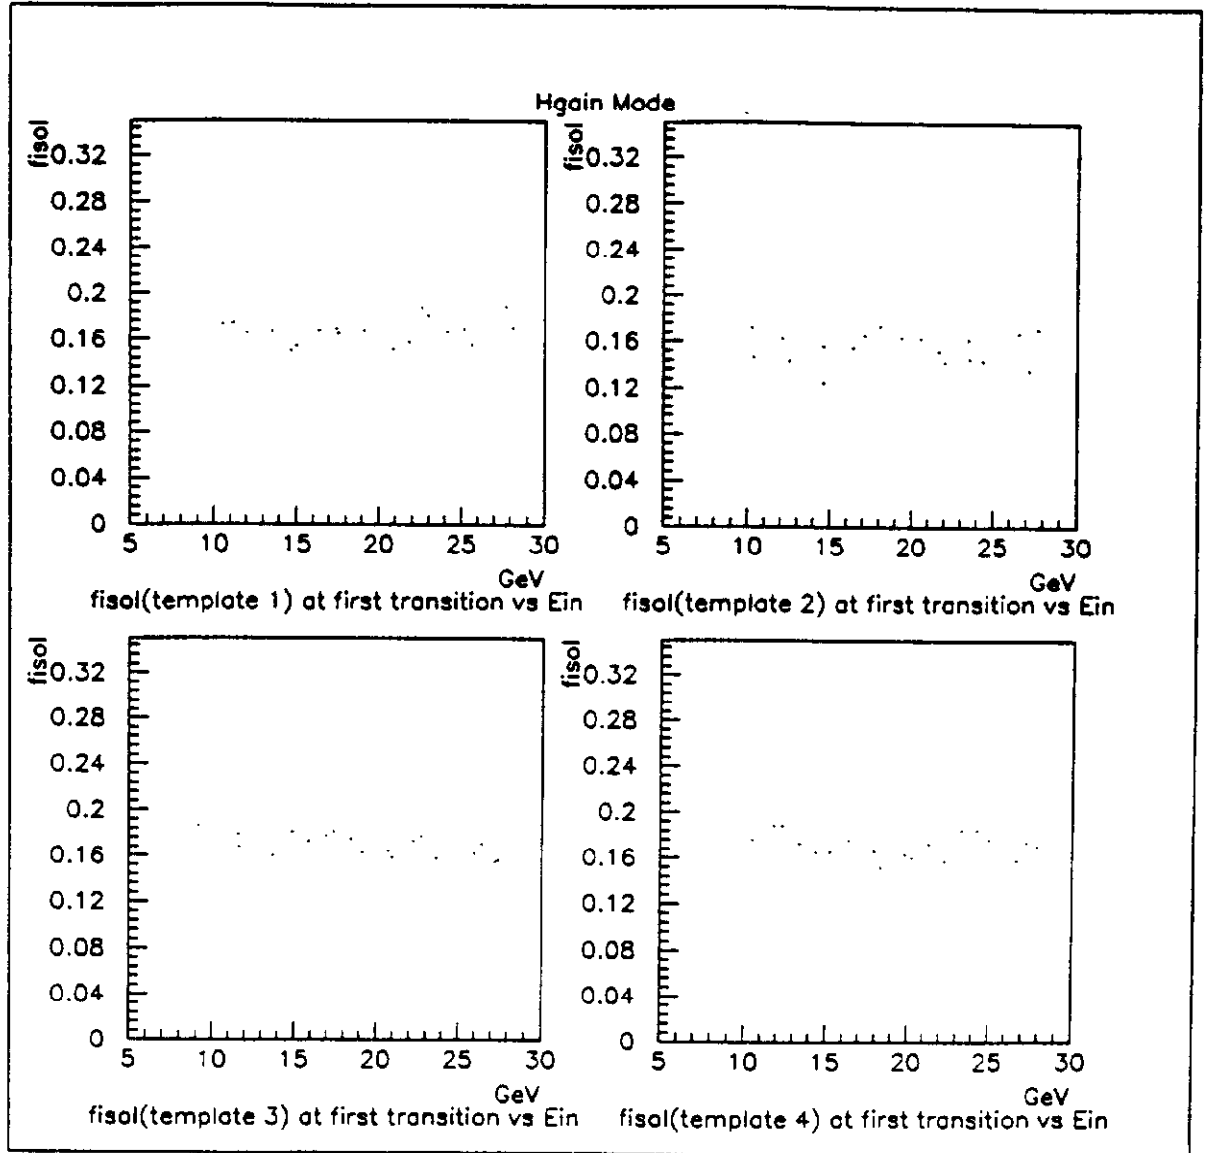 Hgain Mode
fisol
0.32
0.28
0.24
0.2
0.16
0.12
0.08
0.04
0
5 10 15 20 25 30
GeV
fisol(template 1) at first transition vs Ein
fisol
0.32
0.28
0.24
0.2
0.16
0.12
0.08
0.04
0
5 10 15 20 25 30
GeV
fisol(template 2) at first transition vs Ein
fisol
0.32
0.28
0.24
0.2
0.16
0.12
0.08
0.04
0
5 10 15 20 25 30
GeV
fisol(template 3) at first transition vs Ein
fisol
0.32
0.28
0.24
0.2
0.16
0.12
0.08
0.04
0
5 10 15 20 25 30
GeV
fisol(template 4) at first transition vs Ein